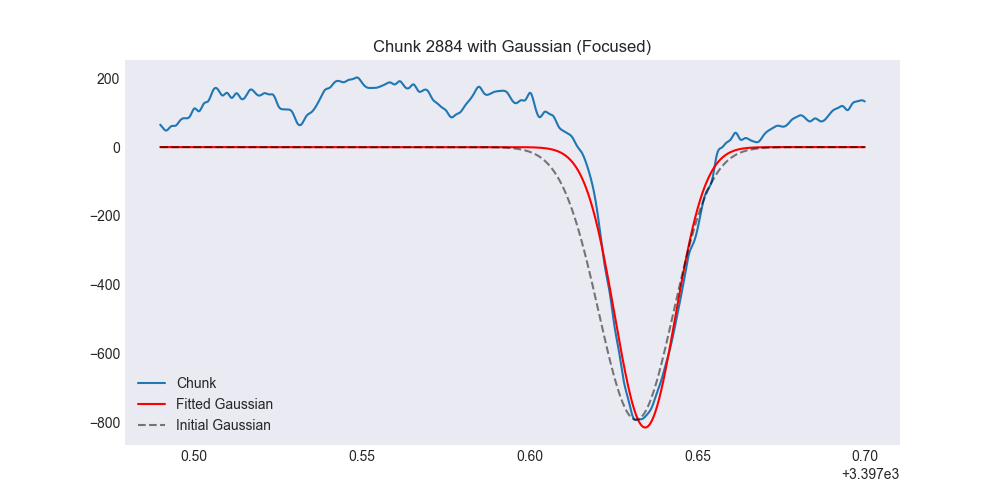 Chunk 2884 with Gaussian (Focused)
200
0
−200
−400
−600
−800
Chunk
Fitted Gaussian
Initial Gaussian
0.50 0.55 0.60 0.65 0.70
+3.397e3